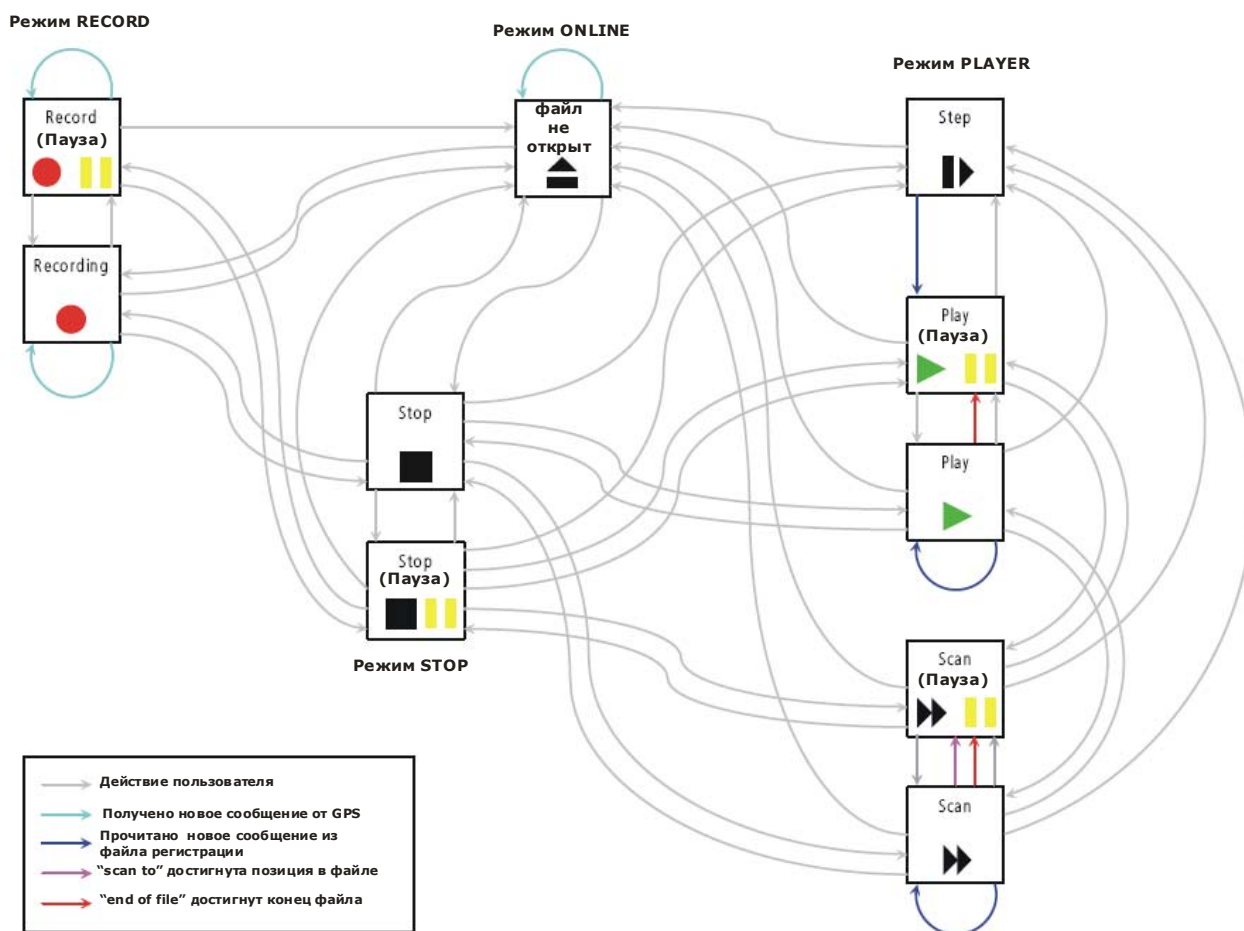 Режим RECORD
Режим ONLINE
Режим PLAYER
Record
(Пауза)
файл
не
открыт
Step
Recording
Play
(Пауза)
Stop
Play
Stop
(Пауза)
Режим STOP
Scan
(Пауза)
Scan
Действие пользователя
Получено новое сообщение от GPS
Прочитано новое сообщение из
файла регистрации
“scan to” достигнута позиция в файле
“end of file” достигнут конец файла